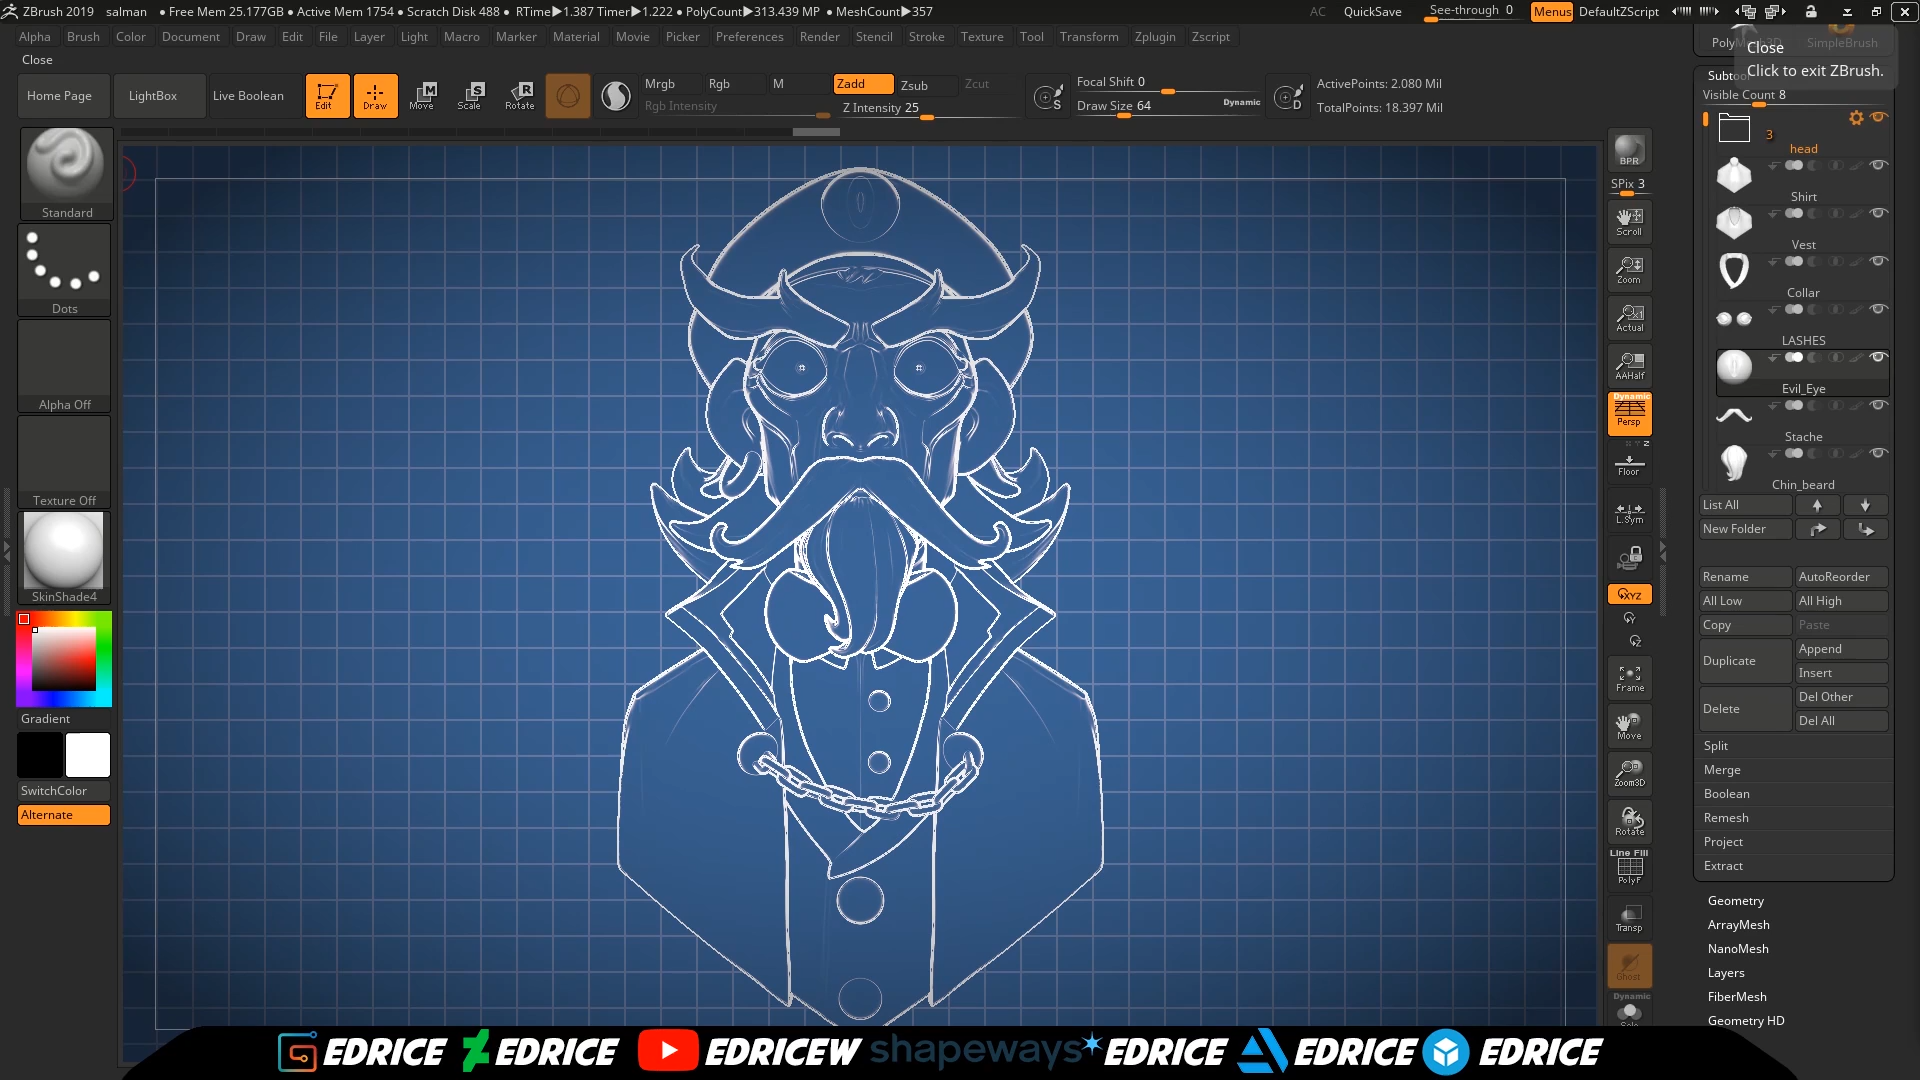 ZBrush 2019 salman • Free Mem 25.177GB • Active Mem 1754 • Scratch Disk 488 • RTime▶1.387 Timer▶1.222 • PolyCount▶313.439 MP • MeshCount▶357
AC QuickSave See-through 0 Menus DefaultZScript
Alpha Brush Color Document Draw Edit File Layer Light Macro Marker Material Movie Picker Preferences Render Stencil Stroke Texture Tool Transform Zplugin Zscript
Close
Home Page LightBox Live Boolean Edit Draw Move Scale Rotate
Mrgb Rgb M Zadd Zsub Zcut
Rgb Intensity Z Intensity 25
Focal Shift 0
Draw Size 64 Dynamic
ActivePoints: 2.080 Mil
TotalPoints: 18.397 Mil
Standard
Dots
Alpha Off
Texture Off
SkinShade4
Gradient
SwitchColor
Alternate
BPR
SPix 3
Scroll
Zoom
Actual
AAHalf
Dynamic
Persp
Floor
L.Sym
XYZ
Frame
Move
Zoom3D
Rotate
Line Fill
PolyF
Transp
Ghost
Dynamic
Solo
SimpleBrush
Close
Click to exit ZBrush.
Visible Count 8
3
head
Shirt
Vest
Collar
LASHES
Evil_Eye
Stache
Chin_beard
List All
New Folder
Rename AutoReorder
All Low All High
Copy Paste
Duplicate Append
Insert
Delete Del Other
Del All
Split
Merge
Boolean
Remesh
Project
Extract
Geometry
ArrayMesh
NanoMesh
Layers
FiberMesh
Geometry HD
EDRICE EDRICE EDRICEW shapeways EDRICE EDRICE EDRICE